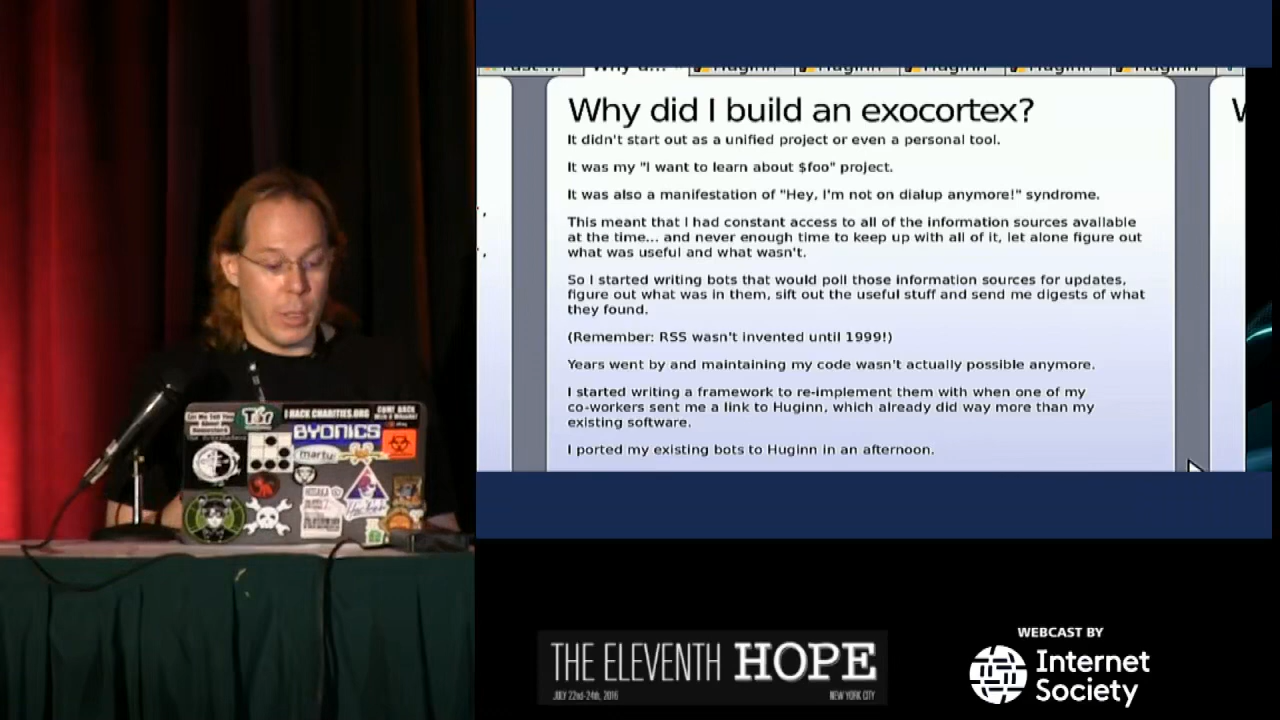 Why did I build an exocortex?
It didn't start out as a unified project or even a personal tool.
It was my "I want to learn about $foo" project.
It was also a manifestation of "Hey, I'm not on dialup anymore!" syndrome.
This meant that I had constant access to all of the information sources available
at the time... and never enough time to keep up with all of it, let alone figure out
what was useful and what wasn't.
So I started writing bots that would poll those information sources for updates,
figure out what was in them, sift out the useful stuff and send me digests of what
they found.
(Remember: RSS wasn't invented until 1999!)
Years went by and maintaining my code wasn't actually possible anymore.
I started writing a framework to re-implement them with when one of my
co-workers sent me a link to Huginn, which already did way more than my
existing software.
I ported my existing bots to Huginn in an afternoon.
Tor
I HACK CHARITIES.ORG
BYONICS
THE ELEVENTH HOPE
JULY 22nd-24th, 2016
NEW YORK CITY
WEBCAST BY
Internet
Society